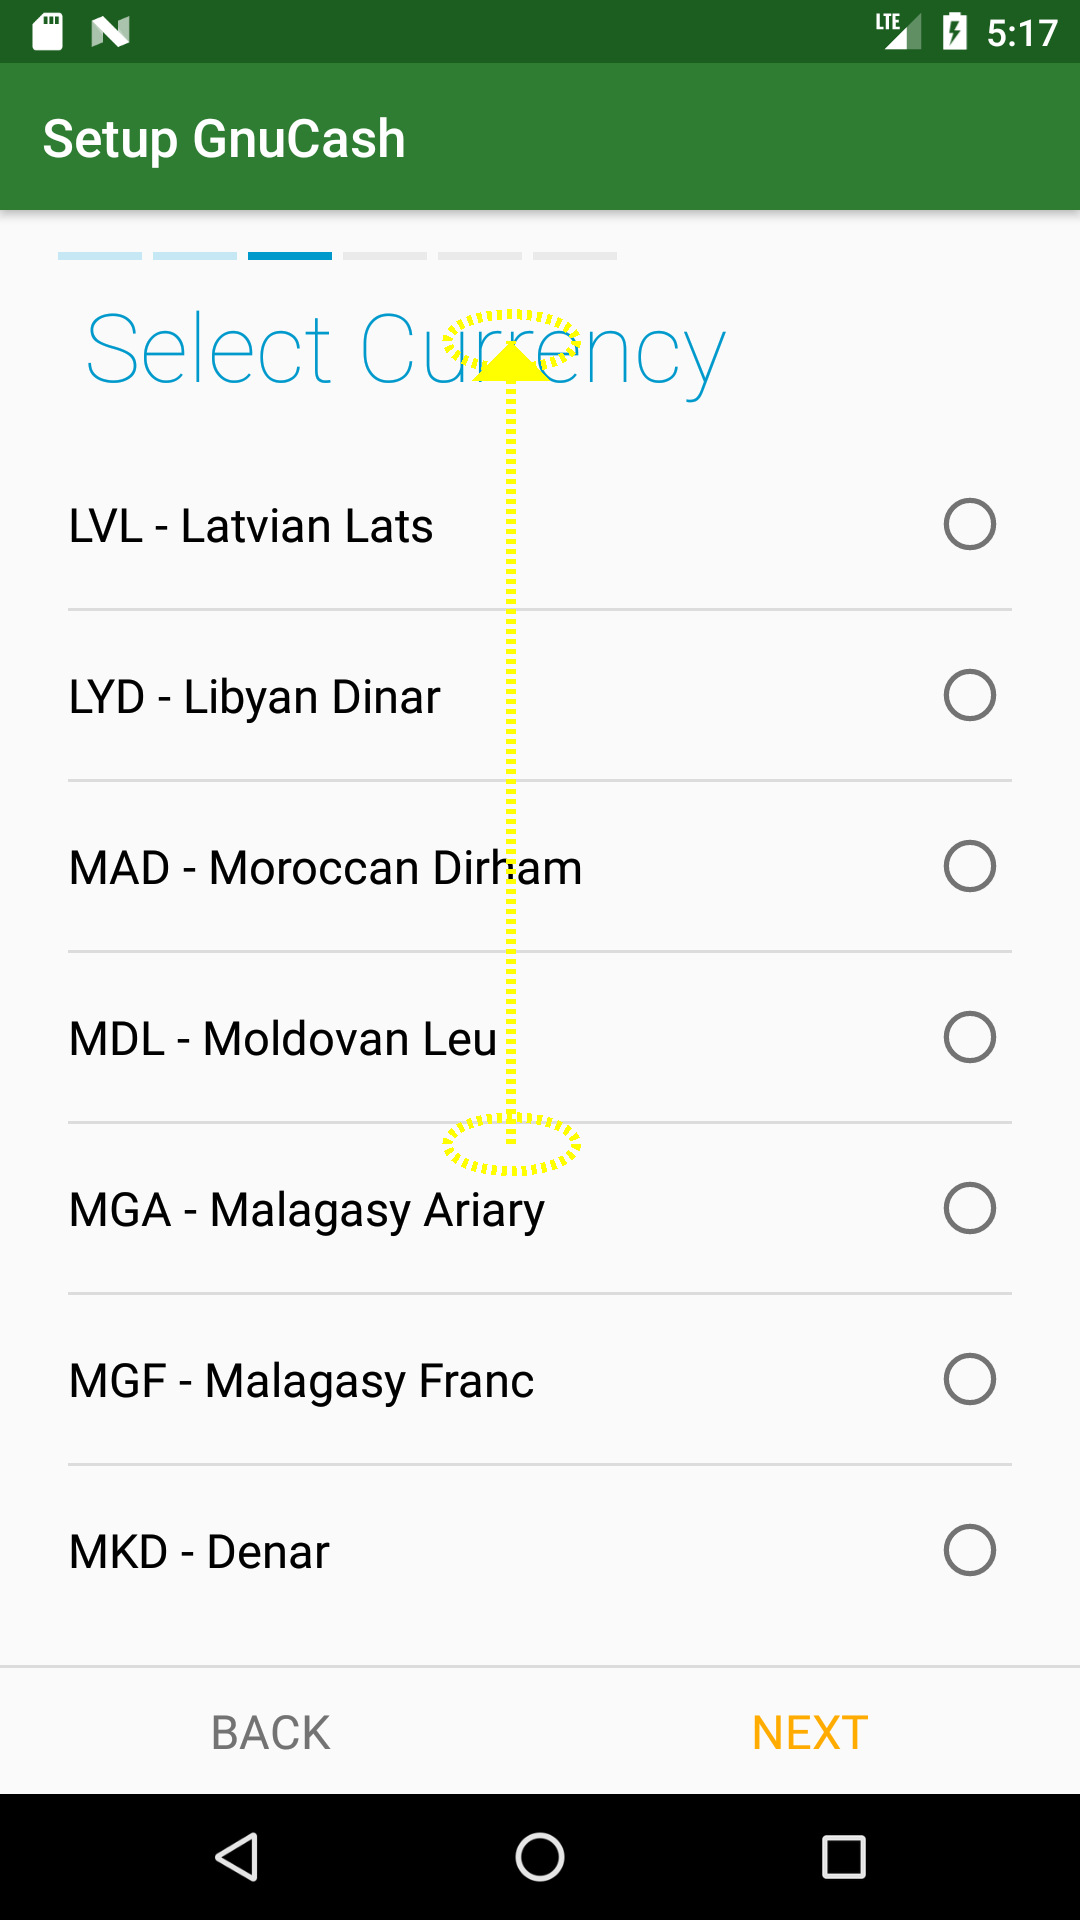 LTE 5:17
Setup GnuCash
Select Currency
LVL - Latvian Lats
LYD - Libyan Dinar
MAD - Moroccan Dirham
MDL - Moldovan Leu
MGA - Malagasy Ariary
MGF - Malagasy Franc
MKD - Denar
BACK NEXT